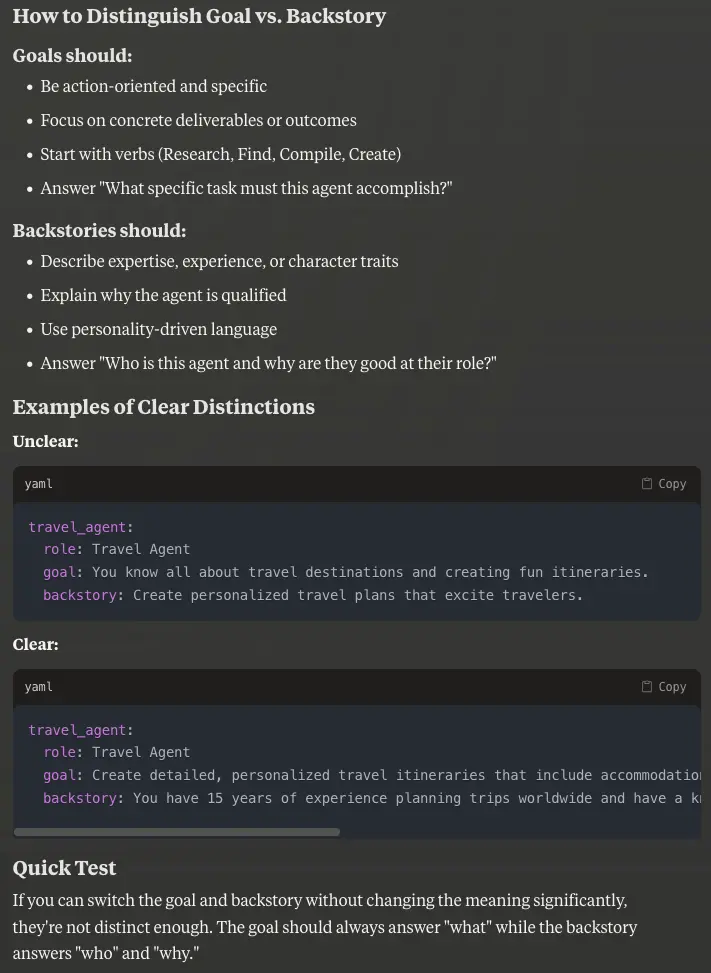 How to Distinguish Goal vs. Backstory
Goals should:
• Be action-oriented and specific
• Focus on concrete deliverables or outcomes
• Start with verbs (Research, Find, Compile, Create)
• Answer "What specific task must this agent accomplish?"
Backstories should:
• Describe expertise, experience, or character traits
• Explain why the agent is qualified
• Use personality-driven language
• Answer "Who is this agent and why are they good at their role?"
Examples of Clear Distinctions
Unclear:
yaml Copy
travel_agent:
  role: Travel Agent
  goal: You know all about travel destinations and creating fun itineraries.
  backstory: Create personalized travel plans that excite travelers.
Clear:
yaml Copy
travel_agent:
  role: Travel Agent
  goal: Create detailed, personalized travel itineraries that include
  backstory: You have 15 years of experience planning trips worldwide and have a
Quick Test
If you can switch the goal and backstory without changing the meaning significantly,
they're not distinct enough. The goal should always answer "what" while the backstory
answers "who" and "why."